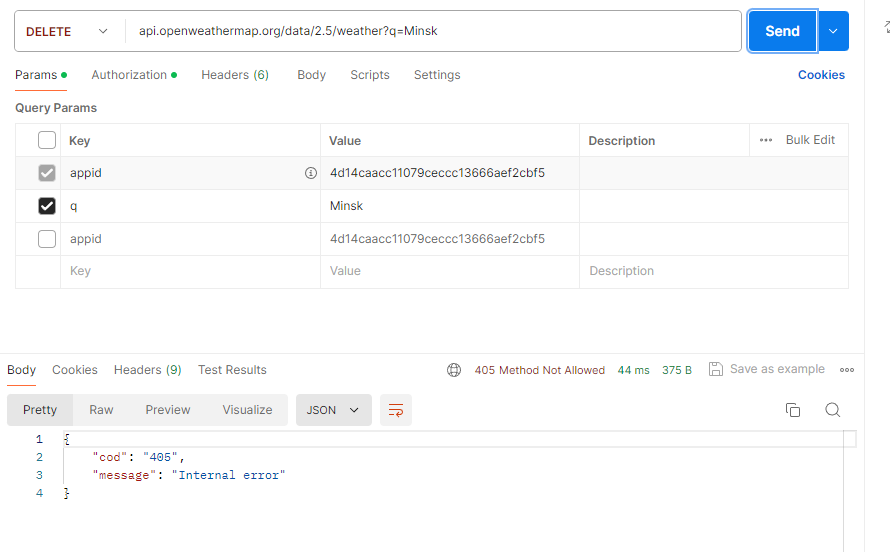 DELETE api.openweathermap.org/data/2.5/weather?q=Minsk Send
Params Authorization Headers (6) Body Scripts Settings Cookies
Query Params
Key Value Description Bulk Edit
appid 4d14caacc11079ceccc13666aef2cbf5
q Minsk
appid 4d14caacc11079ceccc13666aef2cbf5
Key Value Description
Body Cookies Headers (9) Test Results 405 Method Not Allowed 44 ms 375 B Save as example
Pretty Raw Preview Visualize JSON
1 {
2 "cod": "405",
3 "message": "Internal error"
4 }